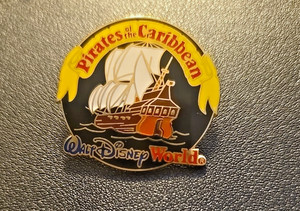 Pirates of the Caribbean
Walt Disney World®